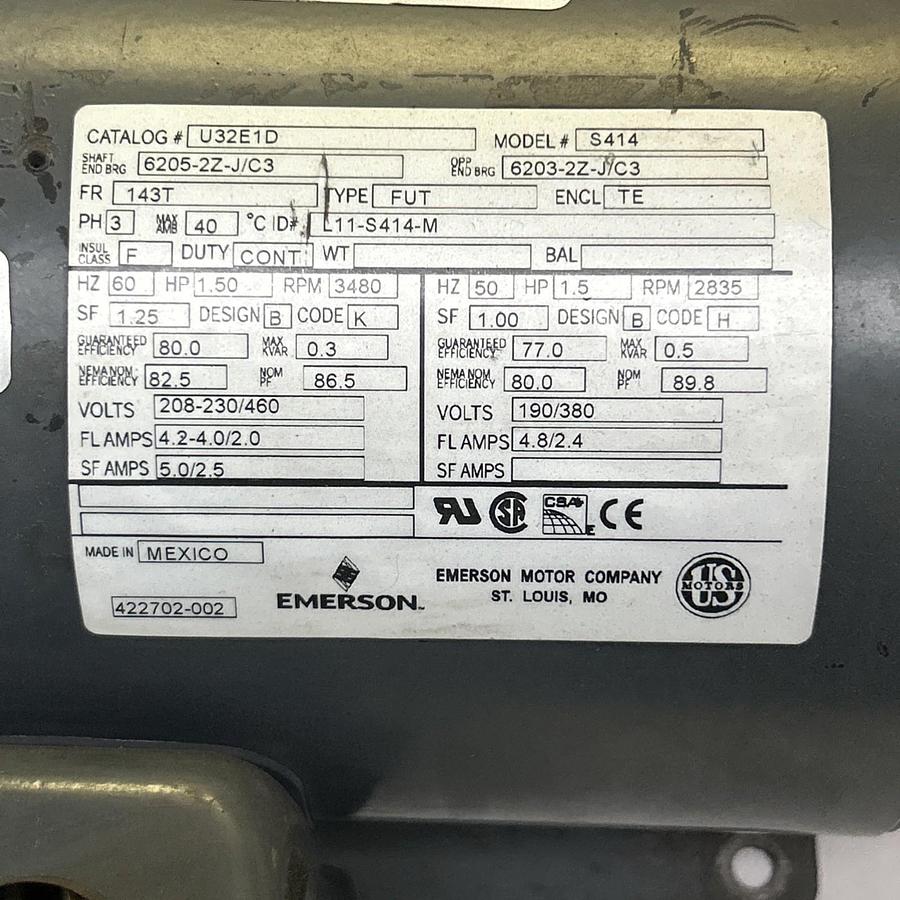 CATALOG # U32E1D MODEL # S414
SHAFT END BRG 6205-2Z-J/C3 OPP END BRG 6203-2Z-J/C3
FR 143T TYPE FUT ENCL TE
PH 3 MAX AMB 40 °C ID# L11-S414-M
INSUL CLASS F DUTY CONT WT BAL
HZ 60 HP 1.50 RPM 3480
SF 1.25 DESIGN B CODE K
GUARANTEED EFFICIENCY 80.0 MAX KVAR 0.3
NEMA NOM EFFICIENCY 82.5 NOM PF 86.5
VOLTS 208-230/460
FL AMPS 4.2-4.0/2.0
SF AMPS 5.0/2.5
HZ 50 HP 1.5 RPM 2835
SF 1.00 DESIGN B CODE H
GUARANTEED EFFICIENCY 77.0 MAX KVAR 0.5
NEMA NOM EFFICIENCY 80.0 NOM PF 89.8
VOLTS 190/380
FL AMPS 4.8/2.4
SF AMPS
RU SA CSA E CE
MADE IN MEXICO
422702-002
EMERSON™
EMERSON MOTOR COMPANY
ST. LOUIS, MO
US MOTORS